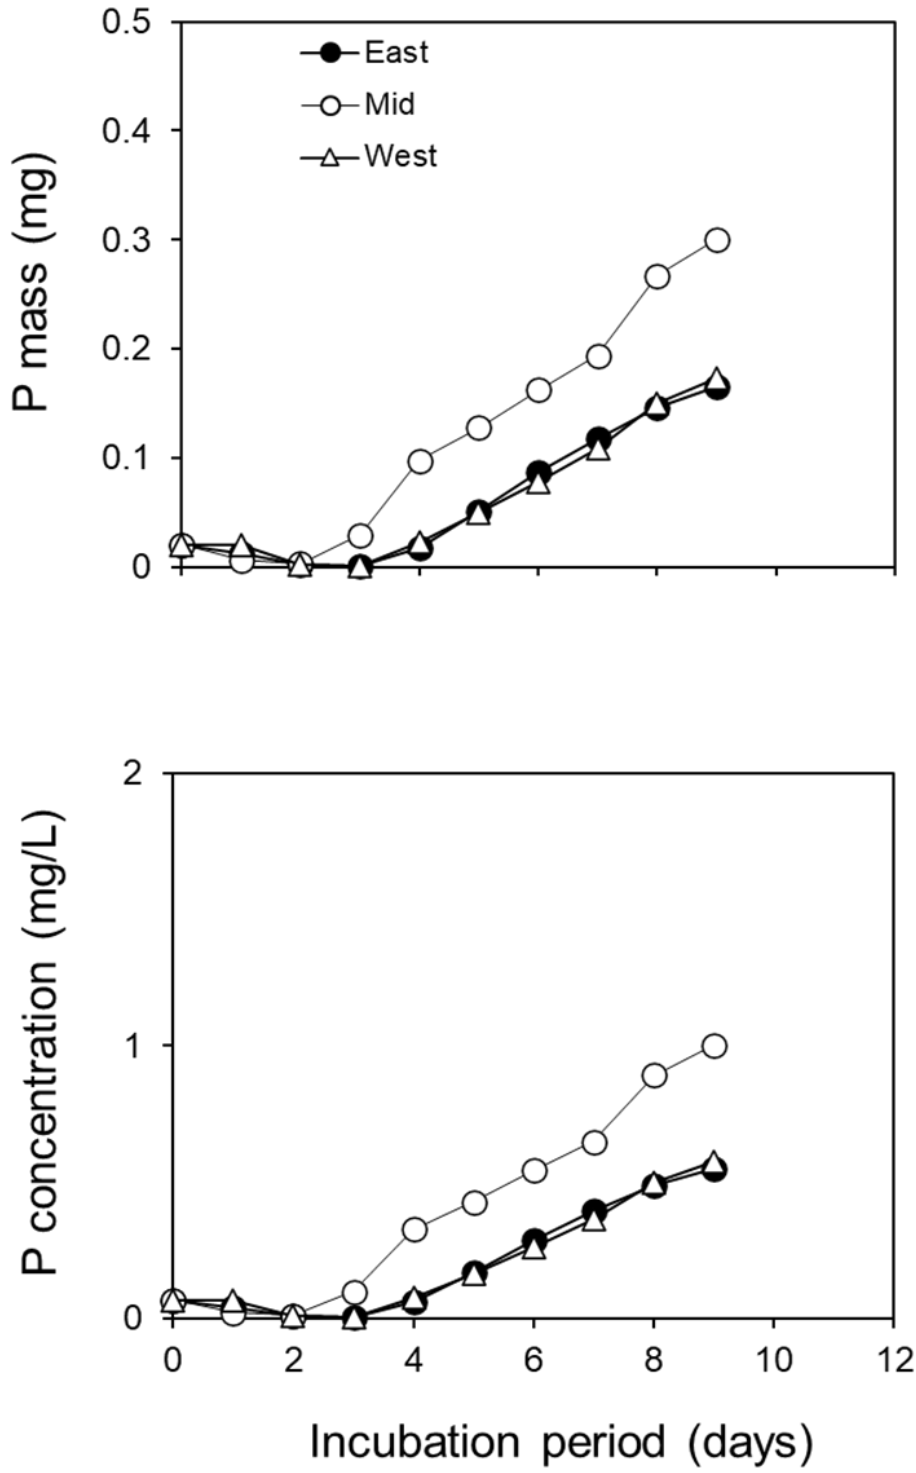 0.5
East
Mid
0.4
West
P mass (mg)
0.3
0.2
0.1
0
2
P concentration (mg/L)
1
0
0 2 4 6 8 10 12
Incubation period (days)